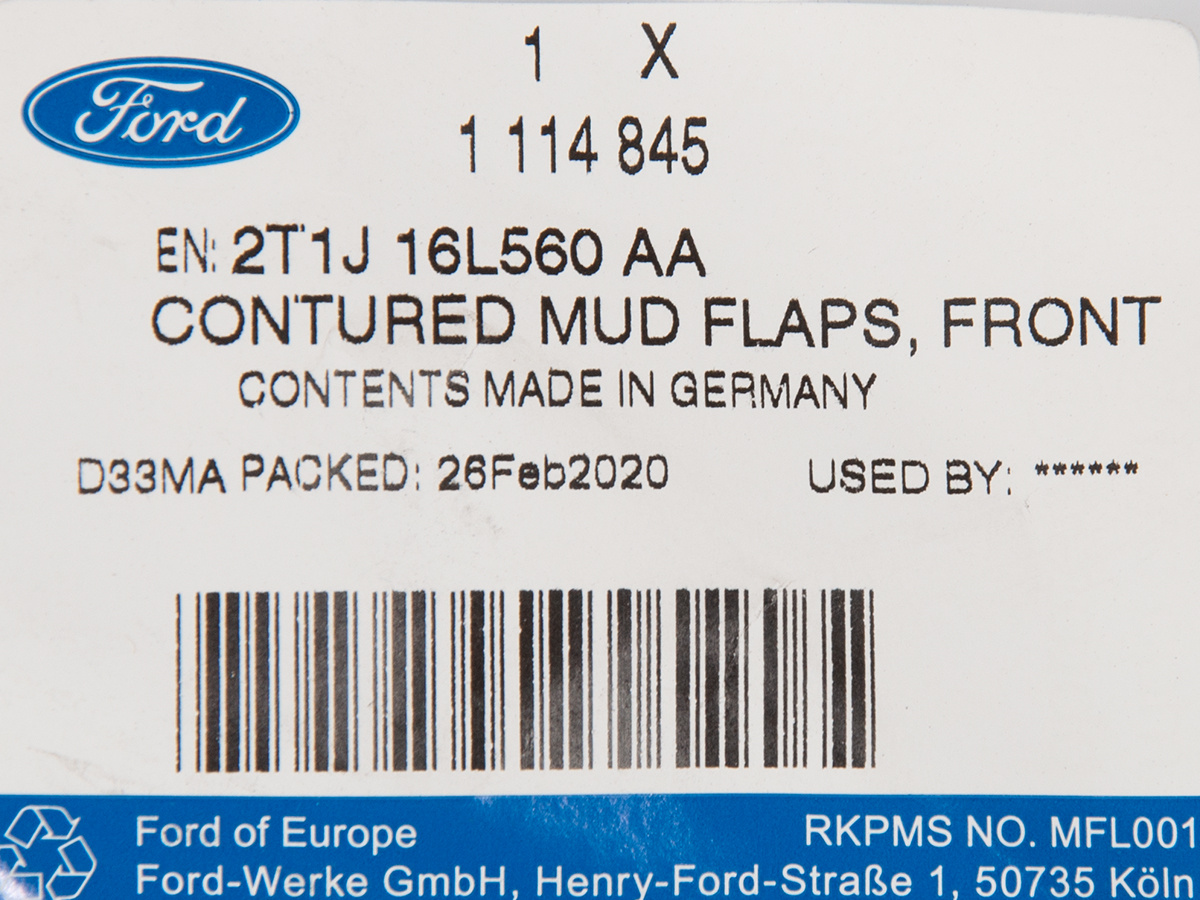 Ford
1 X
1 114 845
EN: 2T1J 16L560 AA
CONTURED MUD FLAPS, FRONT
CONTENTS MADE IN GERMANY
D33MA PACKED: 26Feb2020 USED BY: ******
Ford of Europe RKPMS NO. MFL001
Ford-Werke GmbH, Henry-Ford-Straße 1, 50735 Köln